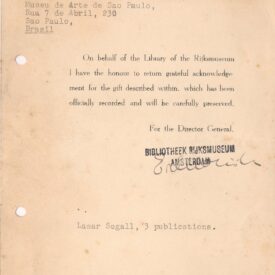 Museu de Arte de Sao Paulo,
Rua 7 de Abril, 230
Sao Paulo,
Brasil
On behalf of the Library of the Rijksmuseum
I have the honour to return grateful acknowledge-
ment for the gift described within, which has been
officially recorded and will be carefully preserved.
For the Director General,
BIBLIOTHEEK RIJKSMUSEUM
AMSTERDAM
Lasar Segall, 3 publications.